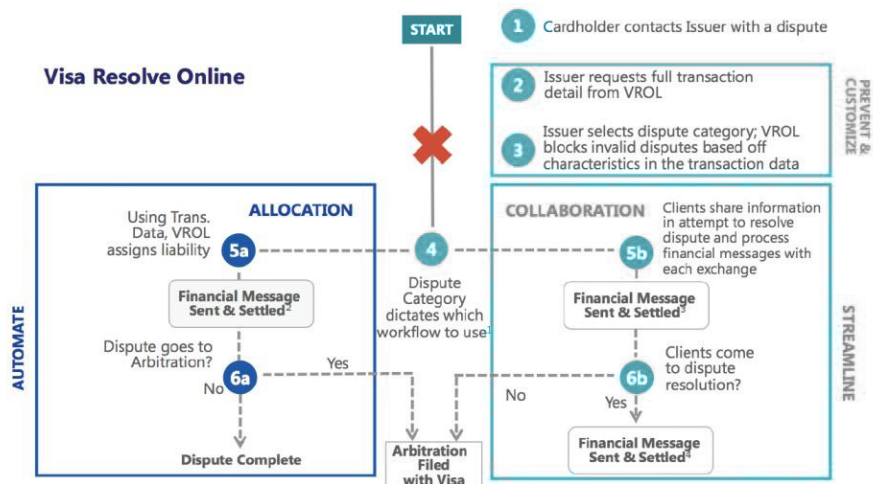 START
1 Cardholder contacts Issuer with a dispute
Visa Resolve Online
2 Issuer requests full transaction
detail from VROL
3 Issuer selects dispute category; VROL
blocks invalid disputes based off
characteristics in the transaction data
PREVENT &
CUSTOMIZE
AUTOMATE
ALLOCATION
Using Trans.
Data, VROL
assigns liability
5a
Financial Message
Sent & Settled²
Dispute goes to
Arbitration?
6a
Yes
No
Dispute Complete
4
Dispute
Category
dictates which
workflow to use¹
COLLABORATION
Clients share information
in attempt to resolve
dispute and process
financial messages with
each exchange
5b
Financial Message
Sent & Settled³
Clients come
to dispute
resolution?
6b
No
Yes
Financial Message
Sent & Settled⁴
Arbitration
Filed
with Visa
STREAMLINE